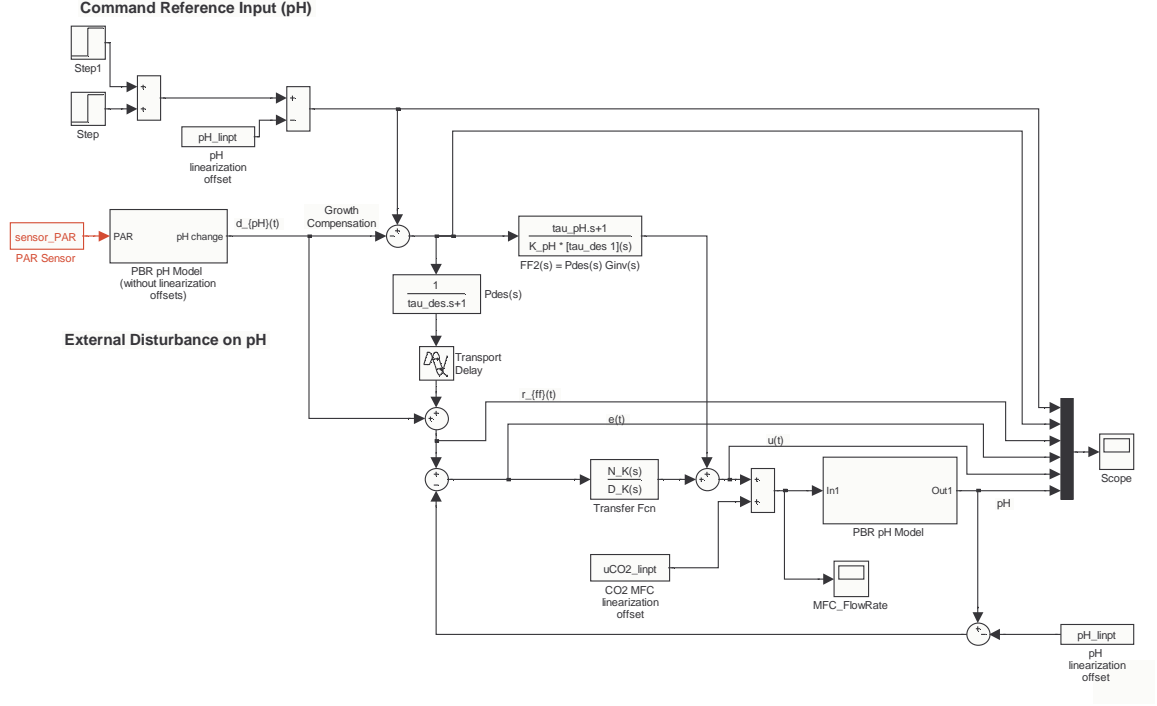 Command Reference Input (pH)
Step1
+
+
Step
+
−
pH_linpt
pH
linearization
offset
sensor_PAR
PAR Sensor
PAR
pH change
PBR pH Model
(without linearization
offsets)
d_{pH}(t)
Growth
Compensation
+
-
tau_pH.s+1
K_pH * [tau_des 1](s)
FF2(s) = Pdes(s) Ginv(s)
1
tau_des.s+1
Pdes(s)
External Disturbance on pH
Transport
Delay
+
+
r_{ff}(t)
e(t)
u(t)
+
−
N_K(s)
D_K(s)
Transfer Fcn
+
+
+
+
In1
Out1
PBR pH Model
pH
Scope
uCO2_linpt
CO2 MFC
linearization
offset
MFC_FlowRate
+
-
pH_linpt
pH
linearization
offset